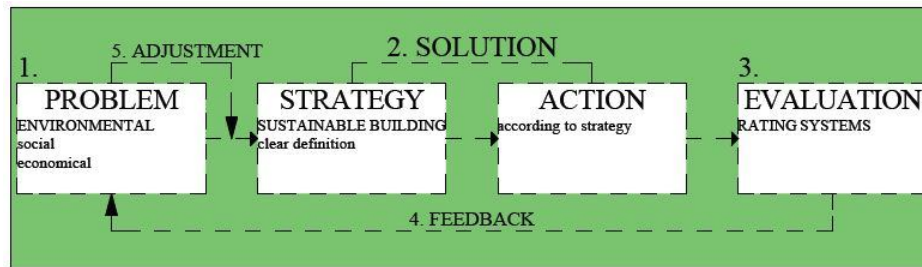 5. ADJUSTMENT
2. SOLUTION
1.
3.
PROBLEM
ENVIRONMENTAL
social
economical
STRATEGY
SUSTAINABLE BUILDING
clear definition
ACTION
according to strategy
EVALUATION
RATING SYSTEMS
4. FEEDBACK